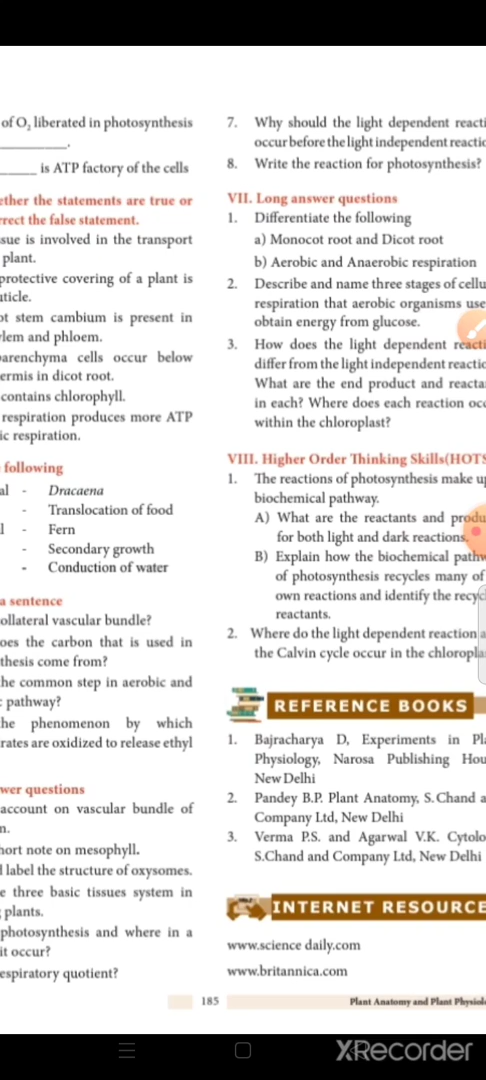 of O₂ liberated in photosynthesis
________.
_____ is ATP factory of the cells
ether the statements are true or
rrect the false statement.
sue is involved in the transport
plant.
protective covering of a plant is
uticle.
ot stem cambium is present in
lem and phloem.
parenchyma cells occur below
ermis in dicot root.
contains chlorophyll.
respiration produces more ATP
ic respiration.
following
al - Dracaena
- Translocation of food
l - Fern
- Secondary growth
- Conduction of water
a sentence
ollateral vascular bundle?
oes the carbon that is used in
thesis come from?
he common step in aerobic and
pathway?
he phenomenon by which
rates are oxidized to release ethyl
wer questions
account on vascular bundle of
n.
hort note on mesophyll.
l label the structure of oxysomes.
e three basic tissues system in
plants.
photosynthesis and where in a
it occur?
espiratory quotient?
7. Why should the light dependent reacti
occur before the light independent reactio
8. Write the reaction for photosynthesis?
VII. Long answer questions
1. Differentiate the following
a) Monocot root and Dicot root
b) Aerobic and Anaerobic respiration
2. Describe and name three stages of cellu
respiration that aerobic organisms use
obtain energy from glucose.
3. How does the light dependent reacti
differ from the light independent reactio
What are the end product and reacta
in each? Where does each reaction occ
within the chloroplast?
VIII. Higher Order Thinking Skills(HOTS
1. The reactions of photosynthesis make u
biochemical pathway.
A) What are the reactants and produ
for both light and dark reactions.
B) Explain how the biochemical pathw
of photosynthesis recycles many of
own reactions and identify the recyc
reactants.
2. Where do the light dependent reaction a
the Calvin cycle occur in the chloropla
REFERENCE BOOKS
1. Bajracharya D, Experiments in Pla
Physiology, Narosa Publishing Hou
New Delhi
2. Pandey B.P. Plant Anatomy, S. Chand a
Company Ltd, New Delhi
3. Verma P.S. and Agarwal V.K. Cytolo
S.Chand and Company Ltd, New Delhi
INTERNET RESOURCE
www.science daily.com
www.britannica.com
185
Plant Anatomy and Plant Physiol
XRecorder